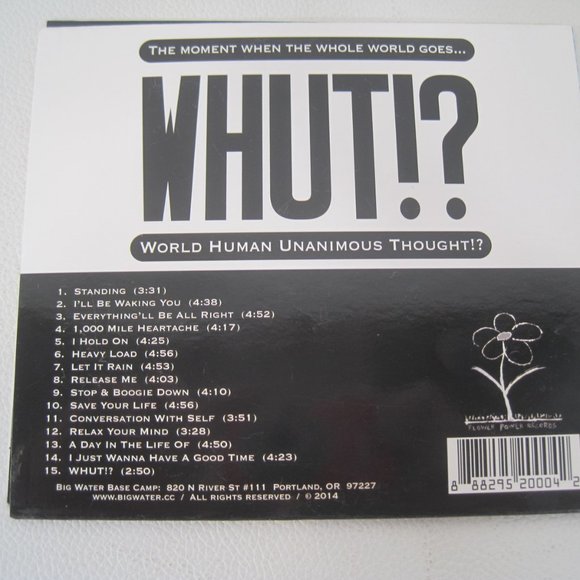 THE MOMENT WHEN THE WHOLE WORLD GOES...
WHUT!?
WORLD HUMAN UNANIMOUS THOUGHT!?
1. STANDING (3:31)
2. I'LL BE WAKING YOU (4:38)
3. EVERYTHING'LL BE ALL RIGHT (4:52)
4. 1,000 MILE HEARTACHE (4:17)
5. I HOLD ON (4:25)
6. HEAVY LOAD (4:56)
7. LET IT RAIN (4:53)
8. RELEASE ME (4:03)
9. STOP & BOOGIE DOWN (4:10)
10. SAVE YOUR LIFE (4:56)
11. CONVERSATION WITH SELF (3:51)
12. RELAX YOUR MIND (3:28)
13. A DAY IN THE LIFE OF (4:50)
14. I JUST WANNA HAVE A GOOD TIME (4:23)
15. WHUT!? (2:50)
BIG WATER BASE CAMP: 820 N RIVER ST #111 PORTLAND, OR 97227
WWW.BIGWATER.CC / ALL RIGHTS RESERVED / © 2014
FLOWER POWER RECORDS
8 88295 20004 2